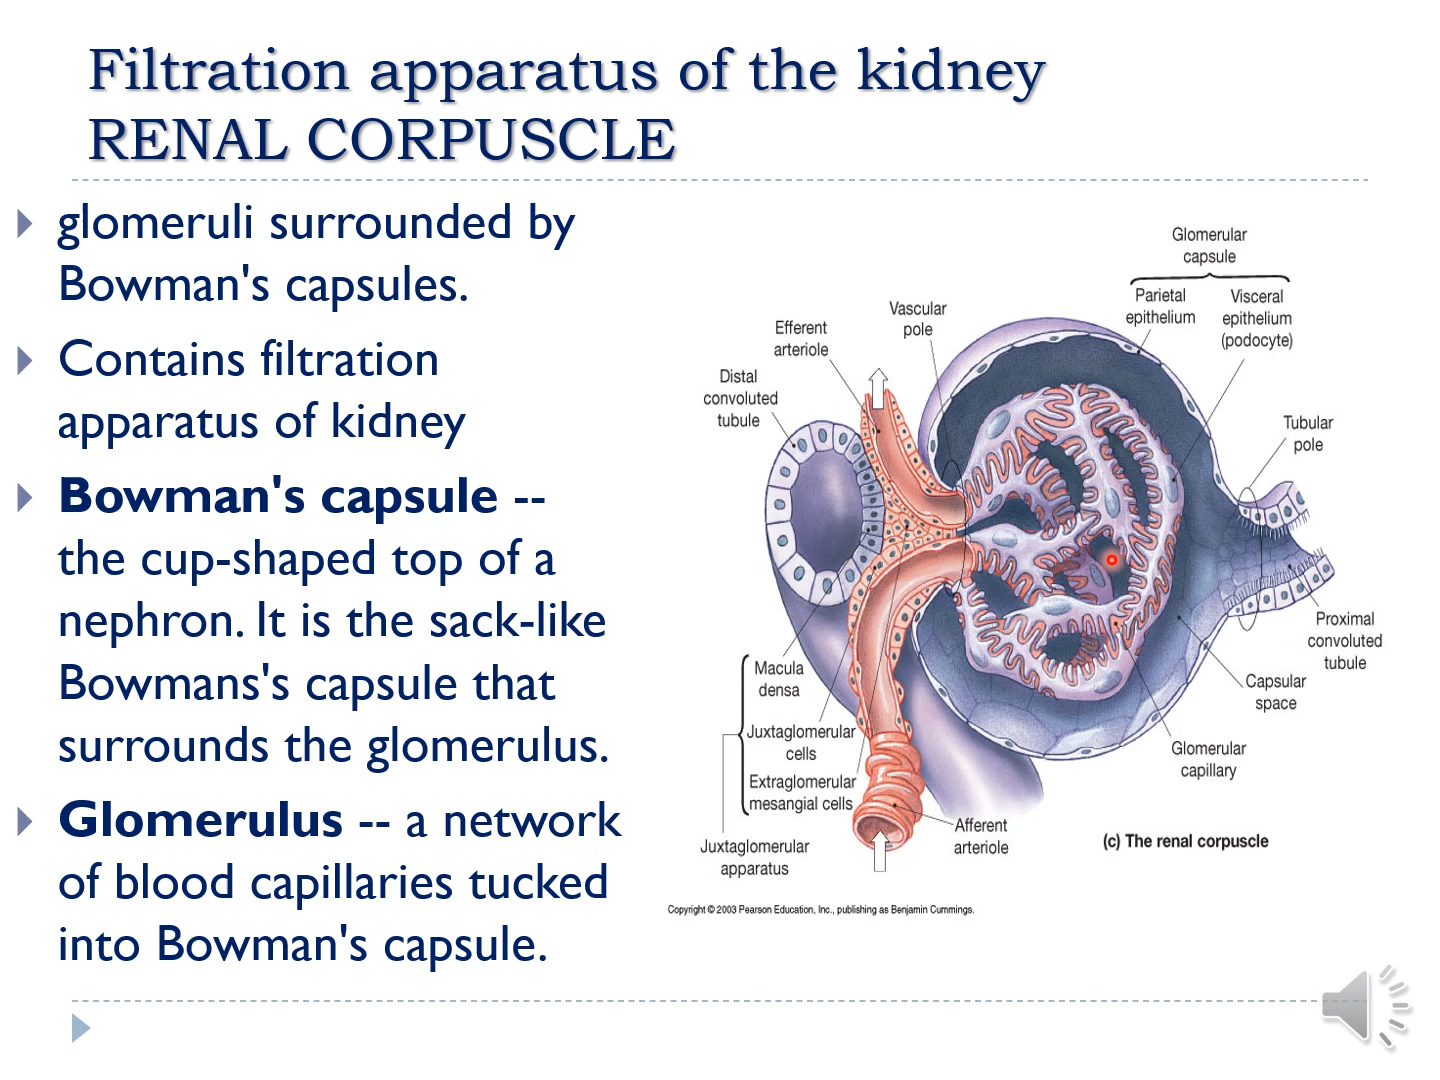 Filtration apparatus of the kidney
RENAL CORPUSCLE
glomeruli surrounded by
Bowman's capsules.
Contains filtration
apparatus of kidney
Bowman's capsule --
the cup-shaped top of a
nephron. It is the sack-like
Bowmans's capsule that
surrounds the glomerulus.
Glomerulus -- a network
of blood capillaries tucked
into Bowman's capsule.
Glomerular
capsule
Parietal
epithelium
Visceral
epithelium
(podocyte)
Vascular
pole
Efferent
arteriole
Distal
convoluted
tubule
Tubular
pole
Proximal
convoluted
tubule
Capsular
space
Glomerular
capillary
Macula
densa
Juxtaglomerular
cells
Extraglomerular
mesangial cells
Juxtaglomerular
apparatus
Afferent
arteriole
(c) The renal corpuscle
Copyright © 2003 Pearson Education, Inc., publishing as Benjamin Cummings.